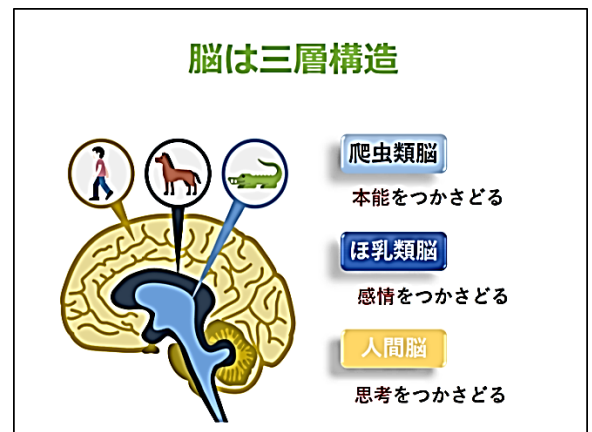 脳は三層構造
爬虫類脳
本能をつかさどる
ほ乳類脳
感情をつかさどる
人間脳
思考をつかさどる